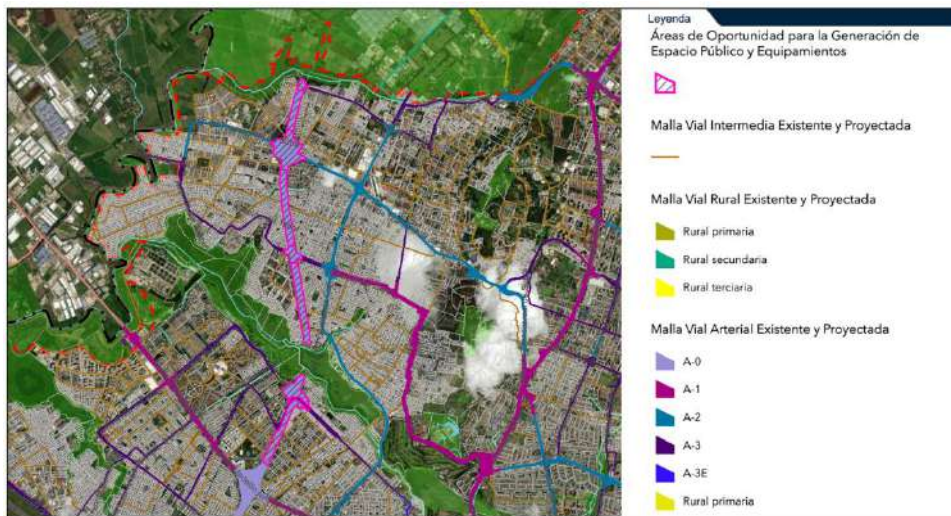 Leyenda
Áreas de Oportunidad para la Generación de
Espacio Público y Equipamientos
Malla Vial Intermedia Existente y Proyectada
Malla Vial Rural Existente y Proyectada
Rural primaria
Rural secundaria
Rural terciaria
Malla Vial Arterial Existente y Proyectada
A-0
A-1
A-2
A-3
A-3E
Rural primaria